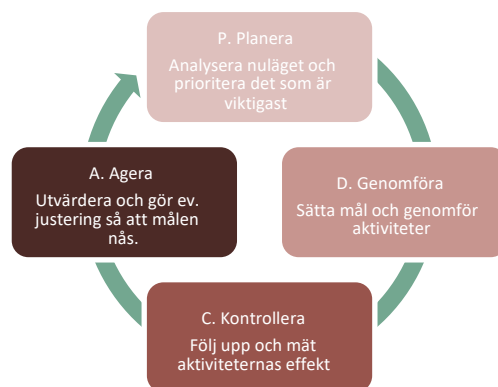 P. Planera
Analysera nuläget och
prioritera det som är
viktigast
D. Genomföra
Sätta mål och genomför
aktiviteter
C. Kontrollera
Följ upp och mät
aktiviteternas effekt
A. Agera
Utvärdera och gör ev.
justering så att målen
nås.